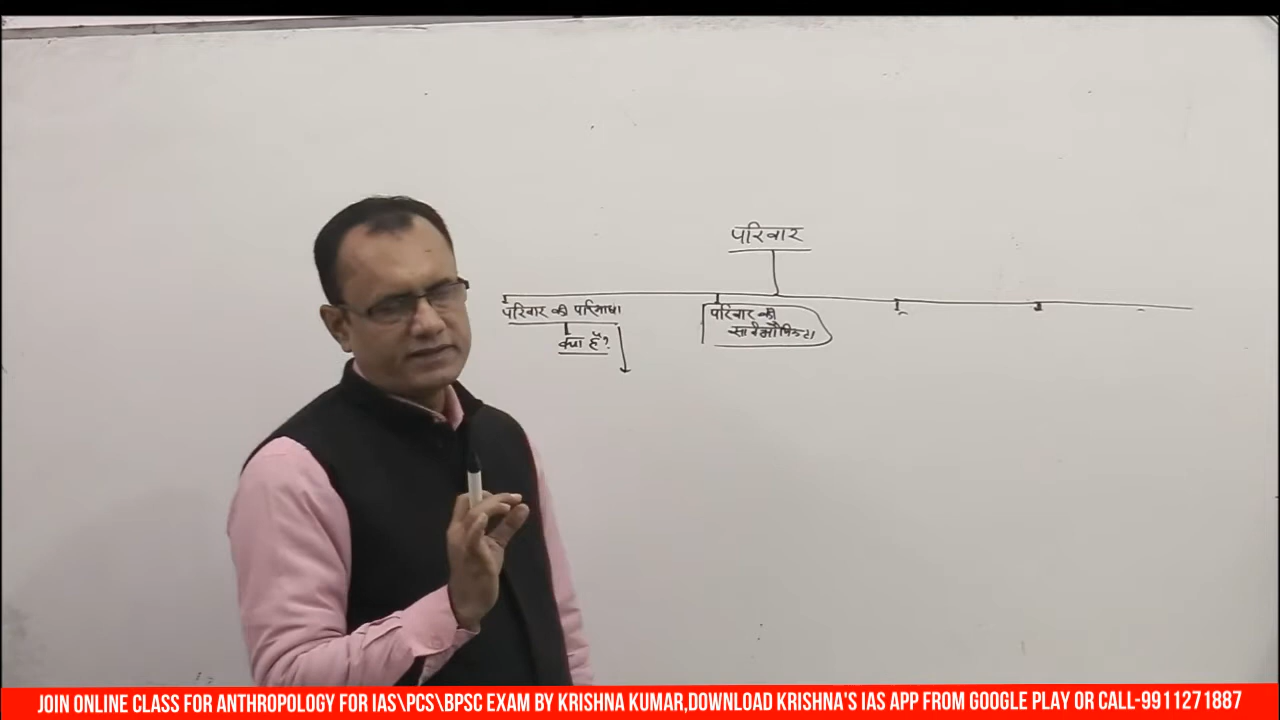 परिवार
परिवार की परिभाषा
क्या है?
परिवार की
सार्वभौमिकता
JOIN ONLINE CLASS FOR ANTHROPOLOGY FOR IAS\PCS\BPSC EXAM BY KRISHNA KUMAR,DOWNLOAD KRISHNA'S IAS APP FROM GOOGLE PLAY OR CALL-9911271887